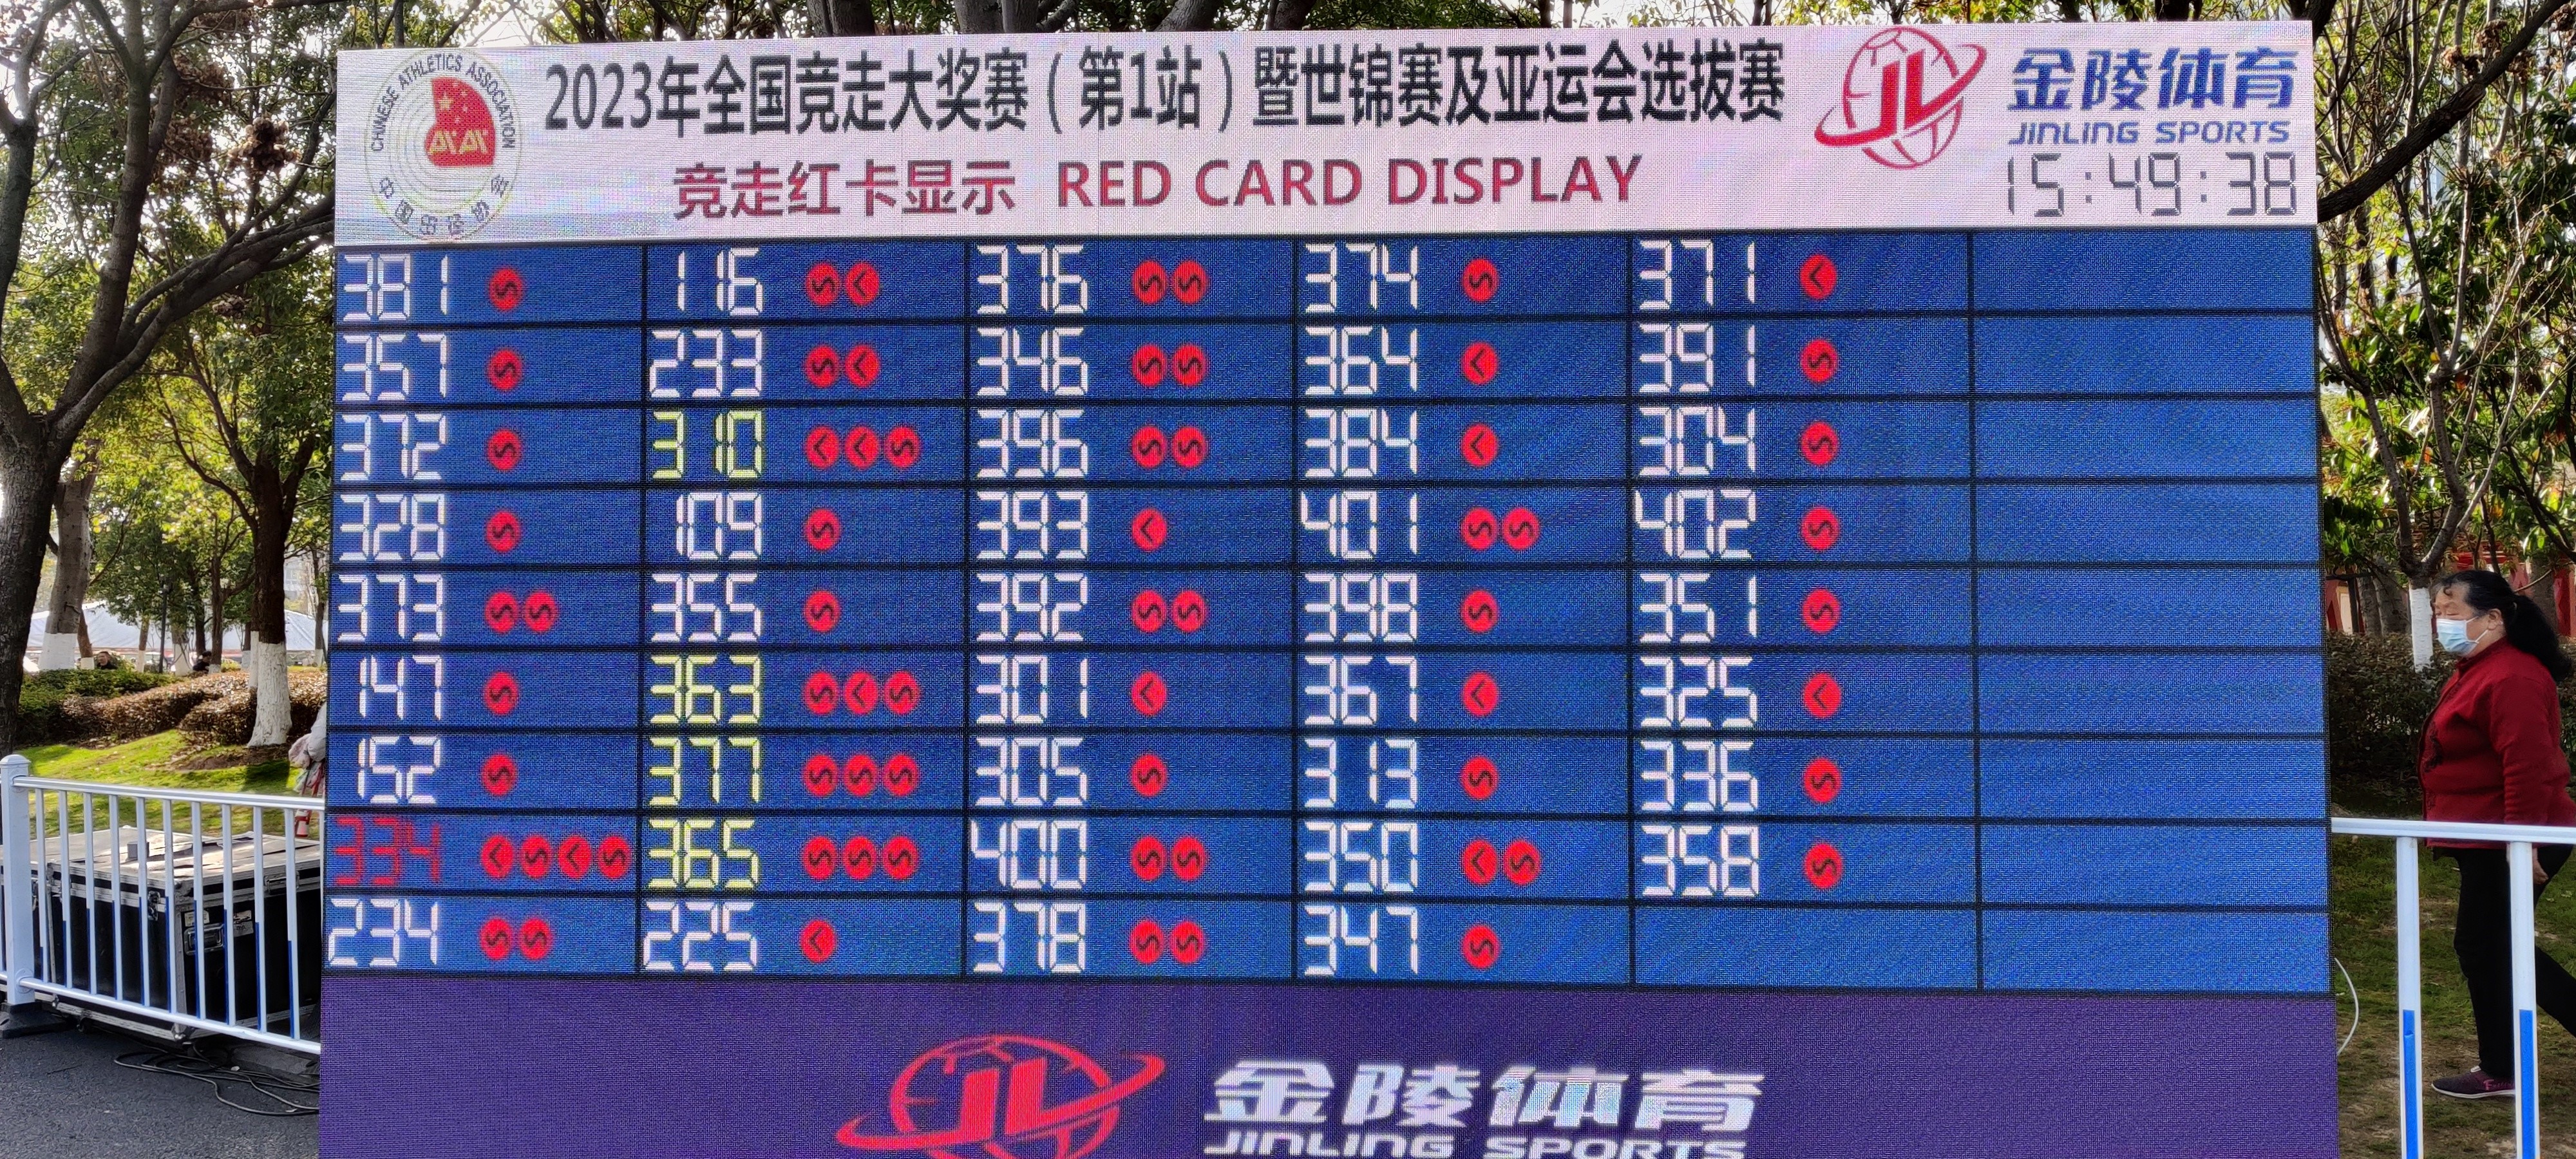 CHINESE ATHLETICS ASSOCIATION
中国田径协会
2023年全国竞走大奖赛（第1站）暨世锦赛及亚运会选拔赛
竞走红卡显示 RED CARD DISPLAY
JL
金陵体育
JINLING SPORTS
15:49:38
381 ~ 116 ~ < 376 ~ ~ 374 ~ 371 <
357 ~ 233 ~ < 346 ~ ~ 364 < 391 ~
372 ~ 310 < < ~ 396 ~ ~ 384 < 304 ~
328 ~ 109 ~ 393 < 401 ~ ~ 402 ~
373 ~ ~ 355 ~ 392 ~ ~ 398 ~ 351 ~
147 ~ 363 ~ < ~ 301 < 367 < 325 <
152 ~ 377 ~ ~ ~ 305 ~ 313 ~ 336 ~
334 < ~ < ~ 365 ~ ~ ~ 400 ~ ~ 350 < ~ 358 ~
234 ~ ~ 225 < 378 ~ ~ 347 ~
JL
金陵体育
JINLING SPORTS